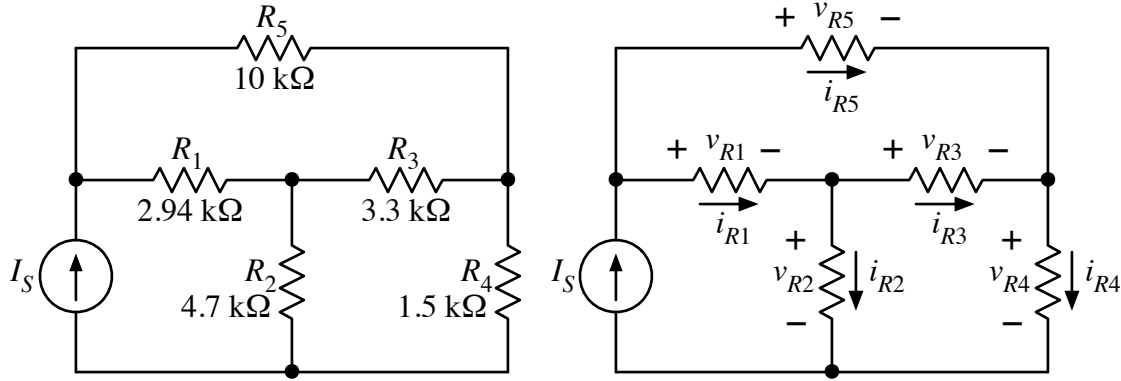 R5
10 kΩ
R1
2.94 kΩ
R3
3.3 kΩ
IS
R2
4.7 kΩ
R4
1.5 kΩ
+ vR5 −
iR5
+ vR1 −
iR1
+ vR3 −
iR3
IS
+
vR2
−
iR2
+
vR4
−
iR4